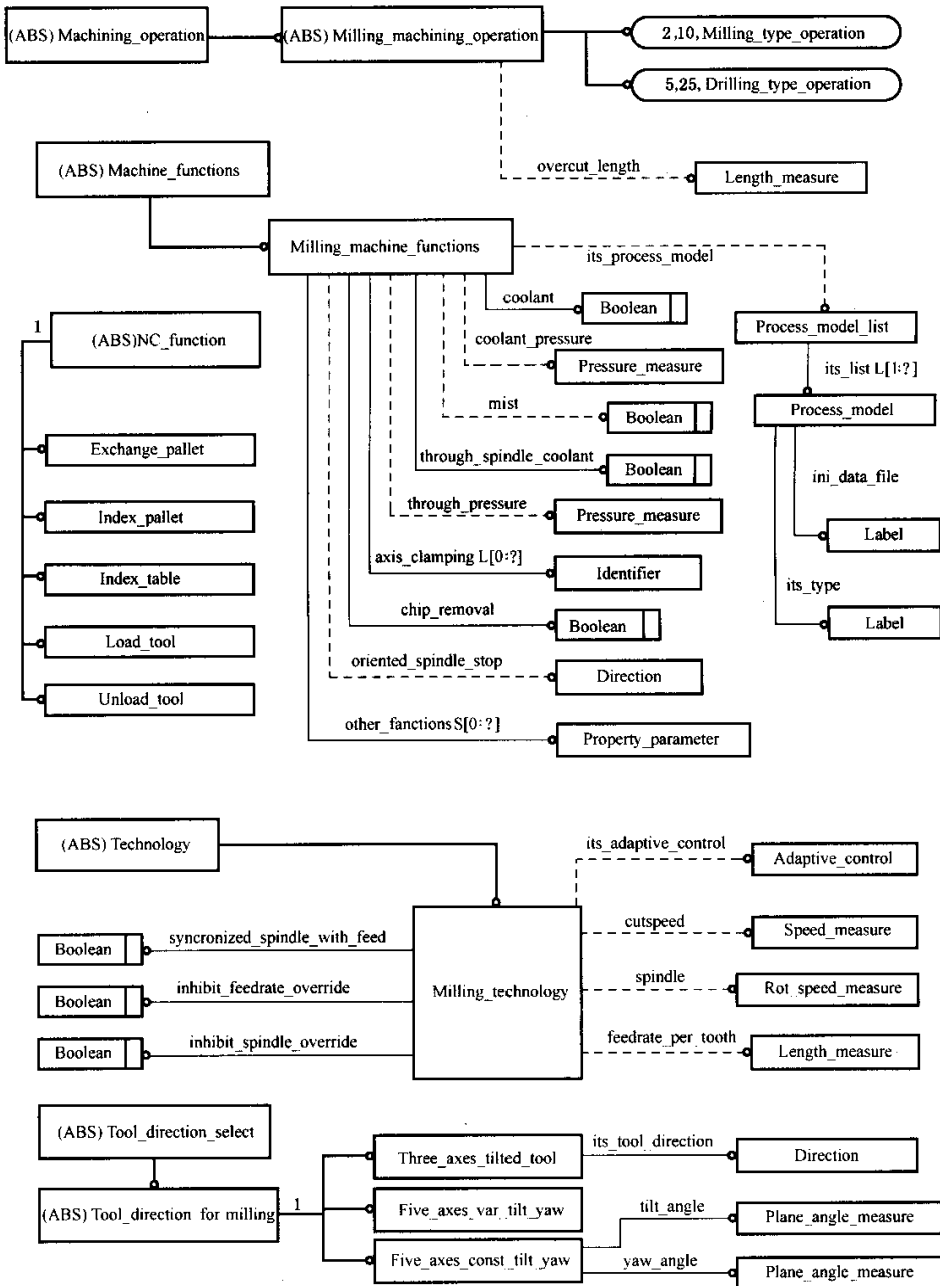 (ABS) Machining_operation
(ABS) Milling_machining_operation
2,10, Milling_type_operation
5,25, Drilling_type_operation
overcut_length
Length_measure
(ABS) Machine_functions
Milling_machine_functions
its_process_model
coolant
Boolean
Process_model_list
1
(ABS)NC_function
coolant_pressure
Pressure_measure
its_list L[1:?]
Process_model
mist
Boolean
Exchange_pallet
through_spindle_coolant
Boolean
ini_data_file
Index_pallet
through_pressure
Pressure_measure
Label
Index_table
axis_clamping L[0:?]
Identifier
its_type
Load_tool
chip_removal
Boolean
Label
oriented_spindle_stop
Direction
Unload_tool
other_fanctions S[0:?]
Property_parameter
(ABS) Technology
its_adaptive_control
Adaptive_control
Boolean
syncronized_spindle_with_feed
cutspeed
Speed_measure
Boolean
inhibit_feedrate_override
Milling_technology
spindle
Rot_speed_measure
Boolean
inhibit_spindle_override
feedrate_per_tooth
Length_measure
(ABS) Tool_direction_select
Three_axes_tilted_tool
its_tool_direction
Direction
(ABS) Tool_direction for milling
1
Five_axes_var_tilt_yaw
tilt_angle
Plane_angle_measure
Five_axes_const_tilt_yaw
yaw_angle
Plane_angle_measure